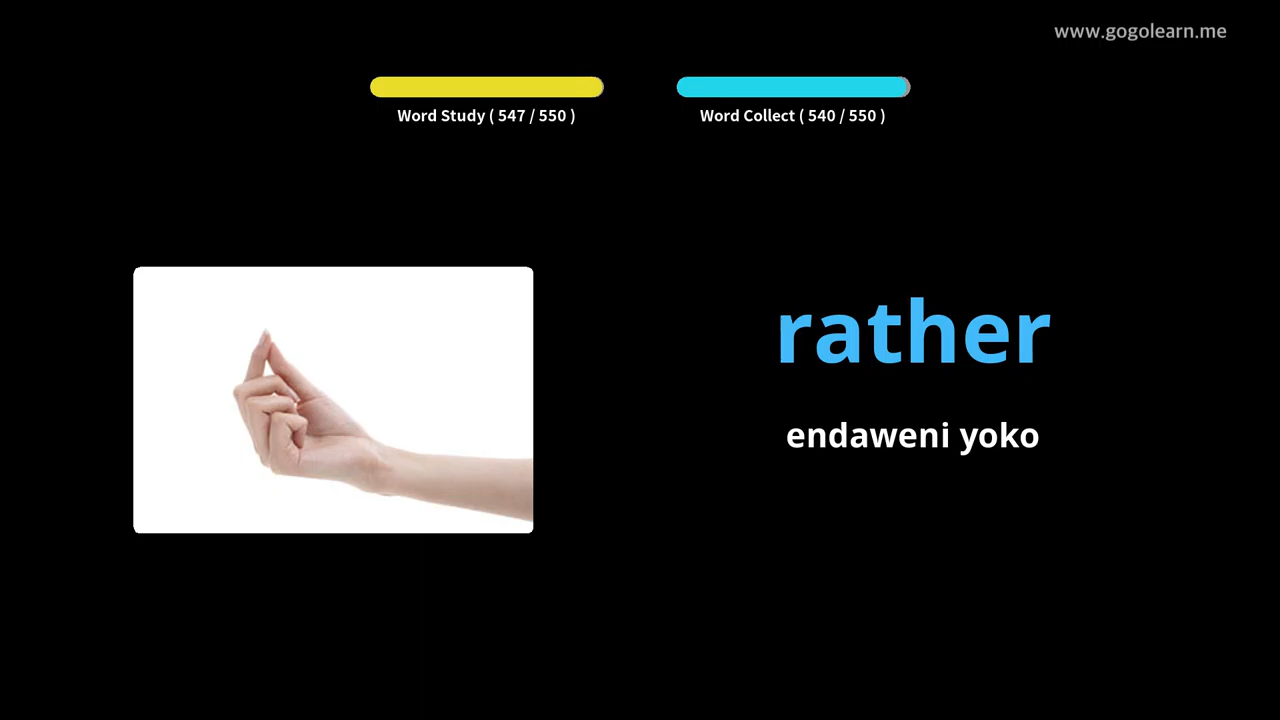 www.gogolearn.me
Word Study ( 547 / 550 )
Word Collect ( 540 / 550 )
rather
endaweni yoko